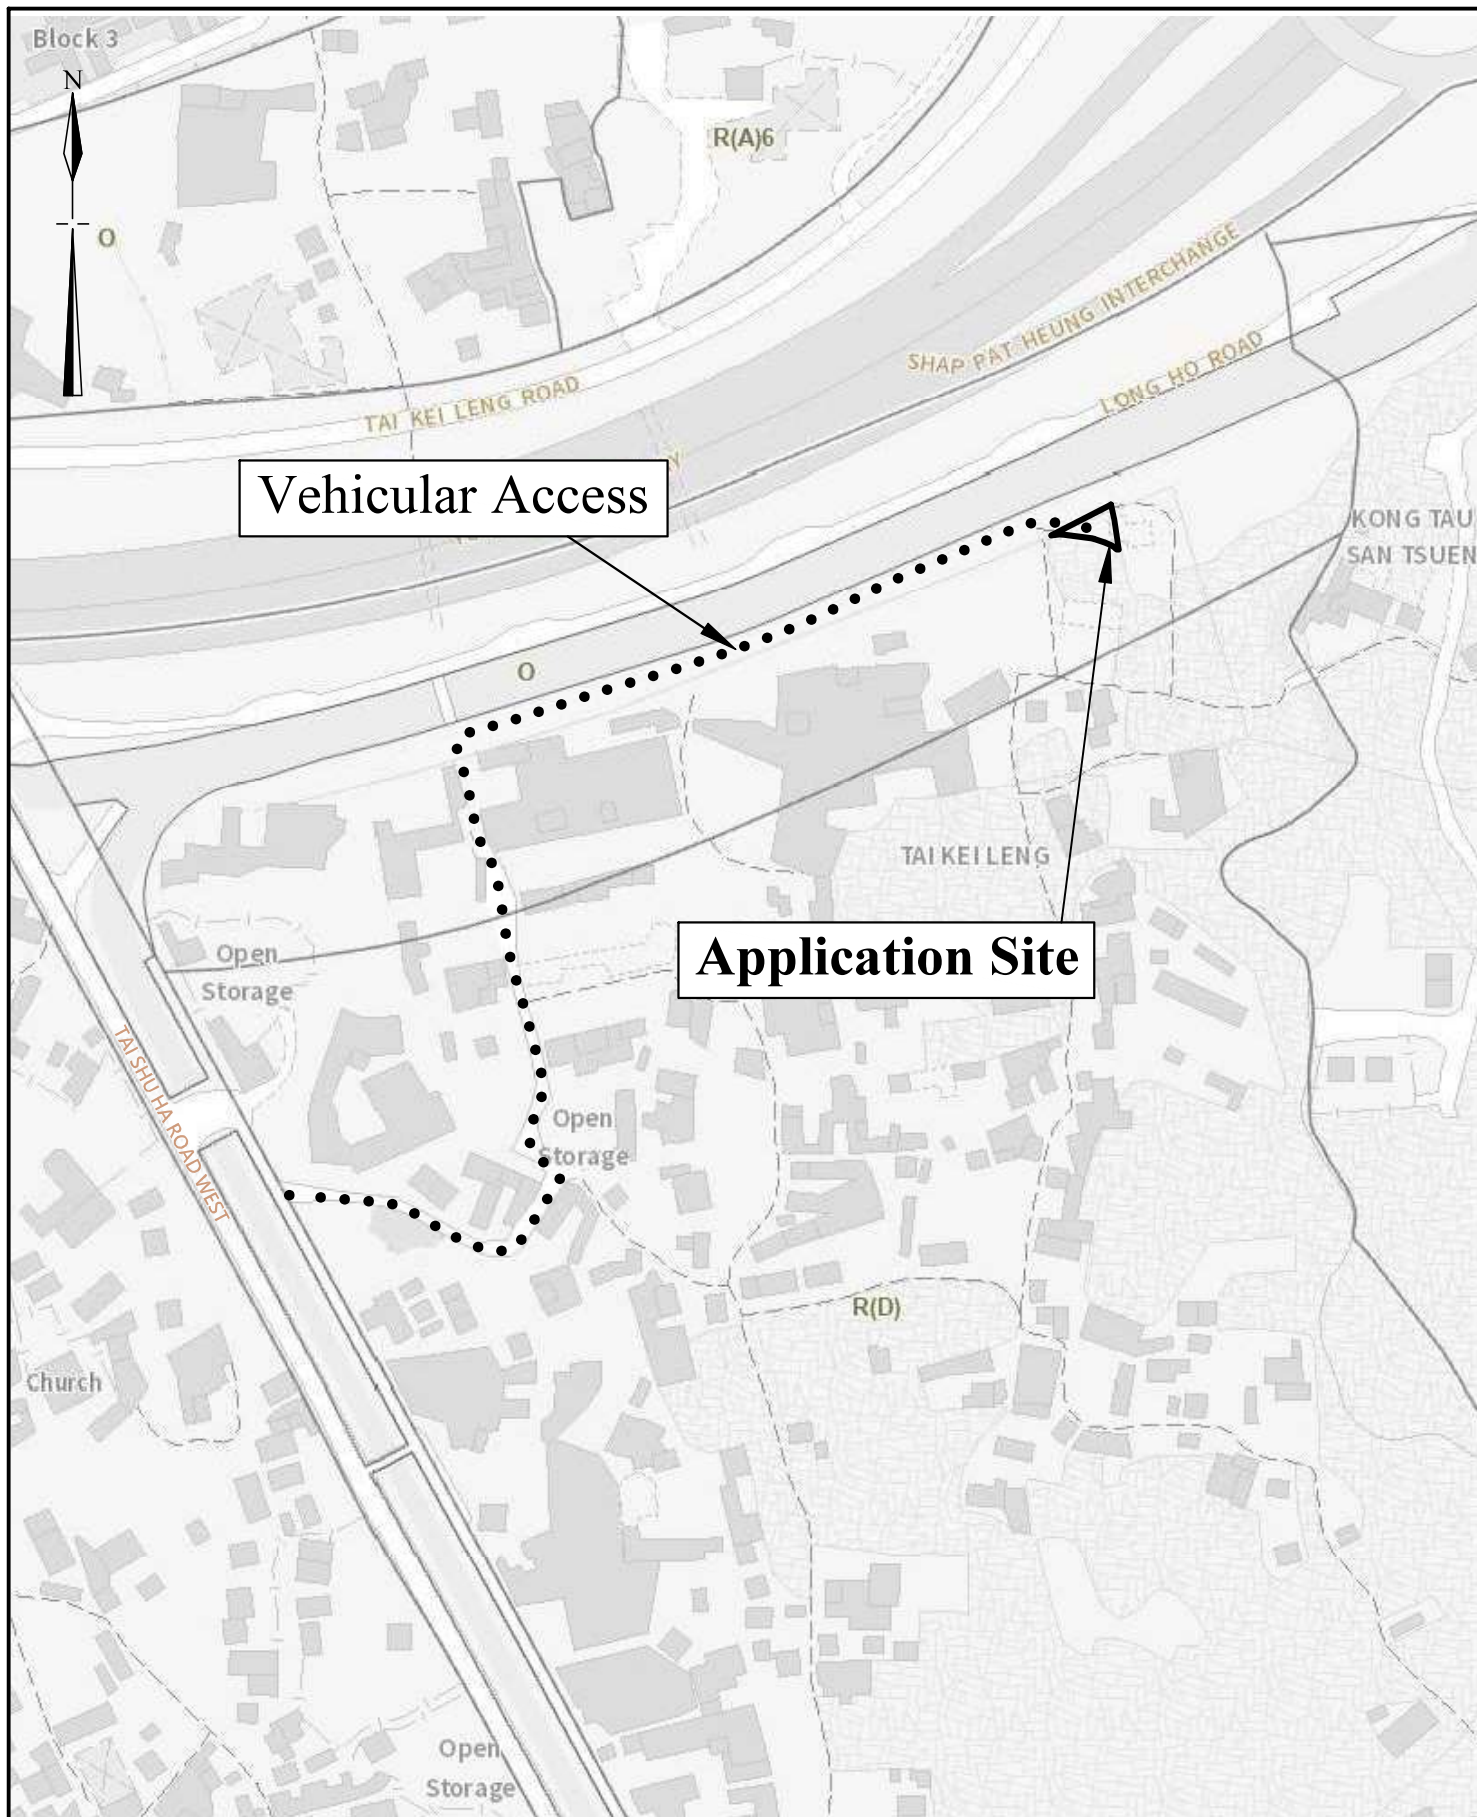 Block 3
N
R(A)6
O
SHAP PAT HEUNG INTERCHANGE
LONG HO ROAD
TAI KEI LENG ROAD
Vehicular Access
KONG TAU
SAN TSUEN
O
TAI KEI LENG
Application Site
Open
Storage
TAI SHU HA ROAD WEST
Open
Storage
R(D)
Church
Open
Storage